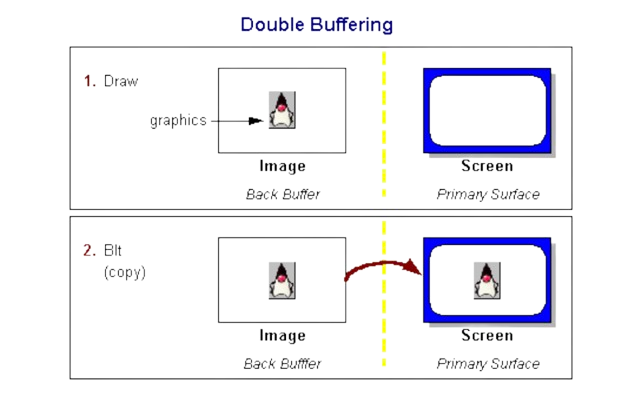 Double Buffering
1. Draw
graphics
Image
Screen
Back Buffer
Primary Surface
2. Blt
(copy)
Image
Screen
Back Bufffer
Primary Surface